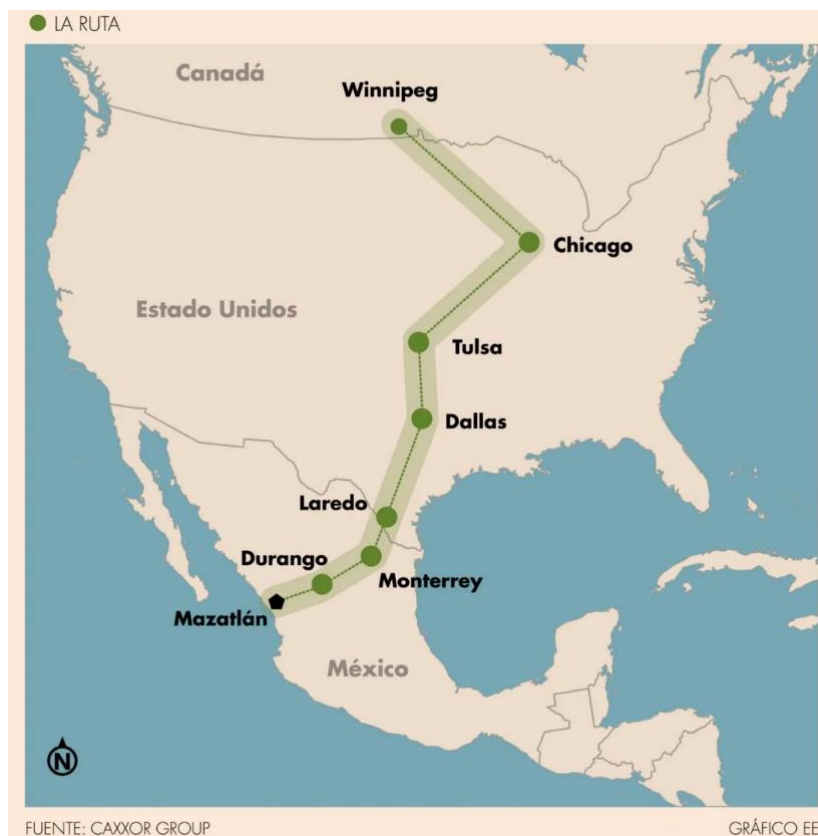 LA RUTA
Canadá
Winnipeg
Chicago
Estado Unidos
Tulsa
Dallas
Laredo
Durango
Monterrey
Mazatlán
México
N
FUENTE: CAXXOR GROUP
GRÁFICO EE